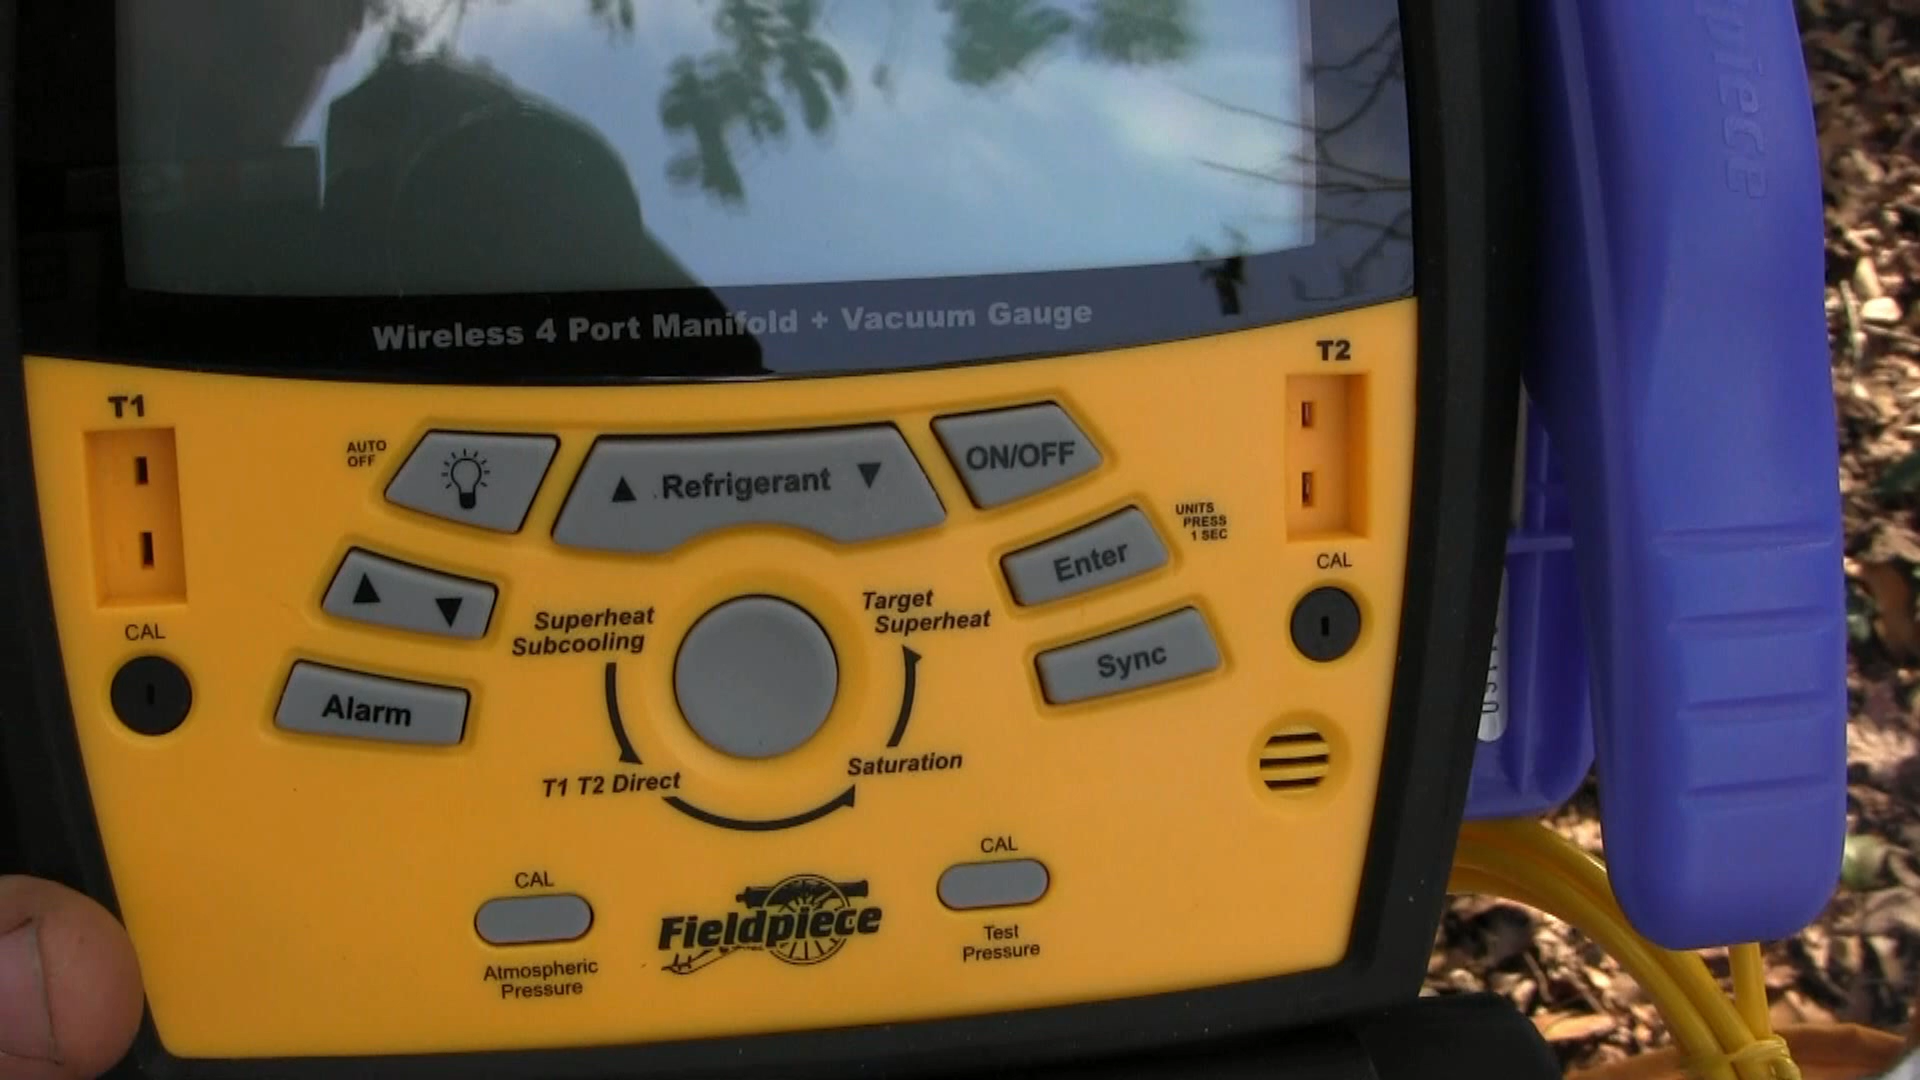 Wireless 4 Port Manifold + Vacuum Gauge
T1
T2
AUTO
OFF
▲ Refrigerant ▼
ON/OFF
UNITS
PRESS
1 SEC
Enter
CAL
CAL
▲ ▼
Superheat
Subcooling
Target
Superheat
Sync
Alarm
T1 T2 Direct
Saturation
CAL
Atmospheric
Pressure
Fieldpiece
CAL
Test
Pressure